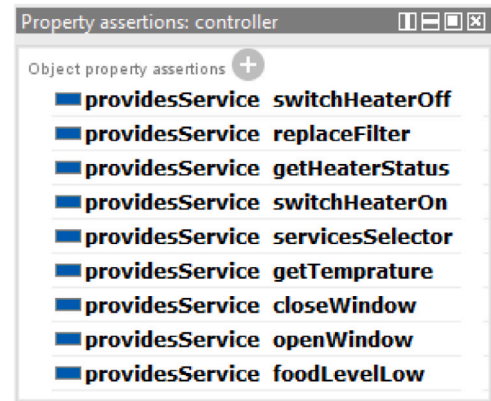 Property assertions: controller
Object property assertions
providesService switchHeaterOff
providesService replaceFilter
providesService getHeaterStatus
providesService switchHeaterOn
providesService servicesSelector
providesService getTemprature
providesService closeWindow
providesService openWindow
providesService foodLevelLow